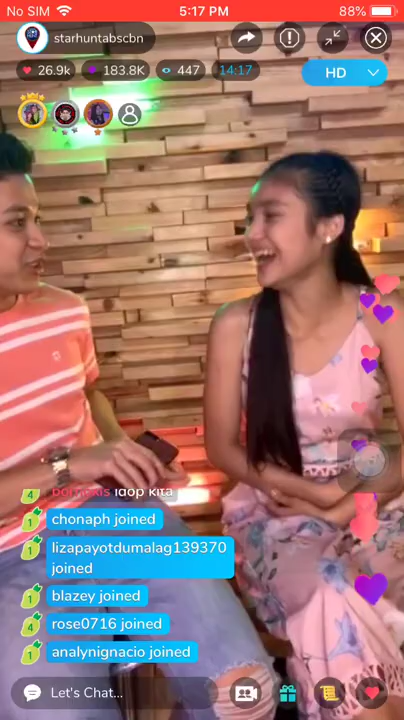 No SIM
5:17 PM
88%
starhuntabscbn
26.9k
183.8K
447
14:17
HD
4 idop kita
1 chonaph joined
1 lizapayotdumalag139370
joined
1 blazey joined
4 rose0716 joined
1 analynignacio joined
Let's Chat...